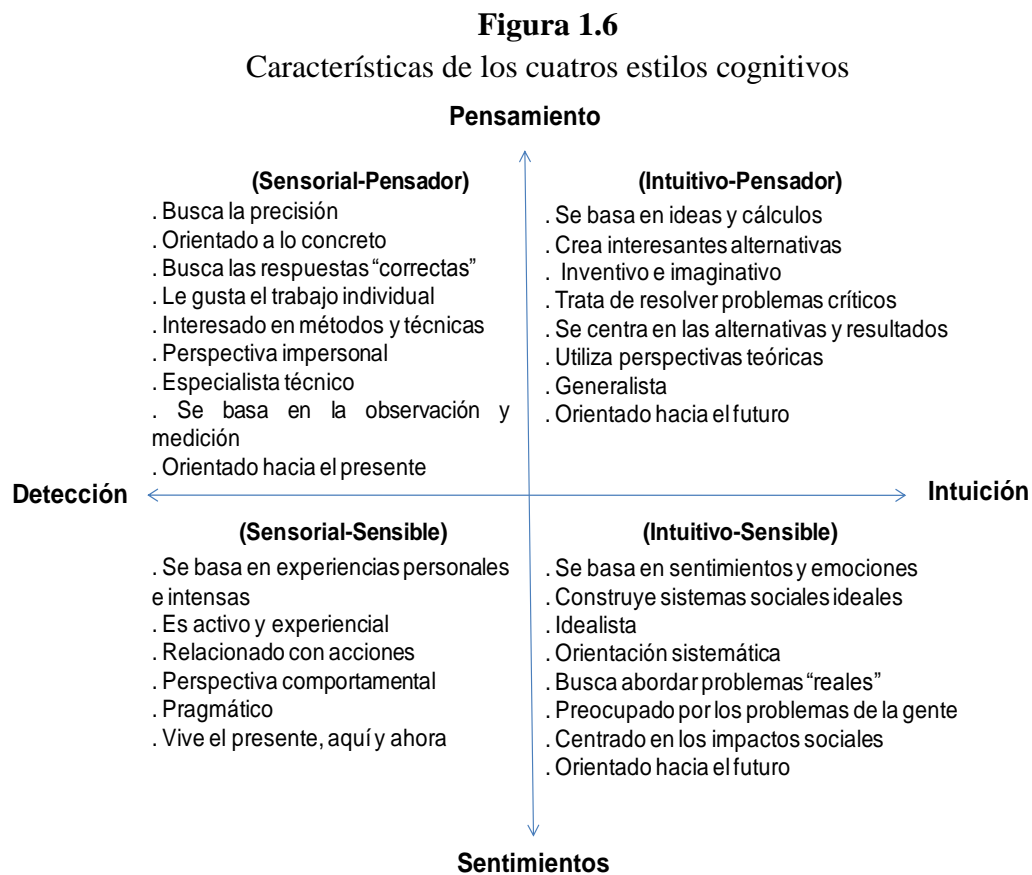 Figura 1.6
Características de los cuatros estilos cognitivos
Pensamiento
(Sensorial-Pensador)
. Busca la precisión
. Orientado a lo concreto
. Busca las respuestas “correctas”
. Le gusta el trabajo individual
. Interesado en métodos y técnicas
. Perspectiva impersonal
. Especialista técnico
. Se basa en la observación y
medición
. Orientado hacia el presente
(Intuitivo-Pensador)
. Se basa en ideas y cálculos
. Crea interesantes alternativas
. Inventivo e imaginativo
. Trata de resolver problemas críticos
. Se centra en las alternativas y resultados
. Utiliza perspectivas teóricas
. Generalista
. Orientado hacia el futuro
Detección
Intuición
(Sensorial-Sensible)
. Se basa en experiencias personales
e intensas
. Es activo y experiencial
. Relacionado con acciones
. Perspectiva comportamental
. Pragmático
. Vive el presente, aquí y ahora
(Intuitivo-Sensible)
. Se basa en sentimientos y emociones
. Construye sistemas sociales ideales
. Idealista
. Orientación sistemática
. Busca abordar problemas “reales”
. Preocupado por los problemas de la gente
. Centrado en los impactos sociales
. Orientado hacia el futuro
Sentimientos